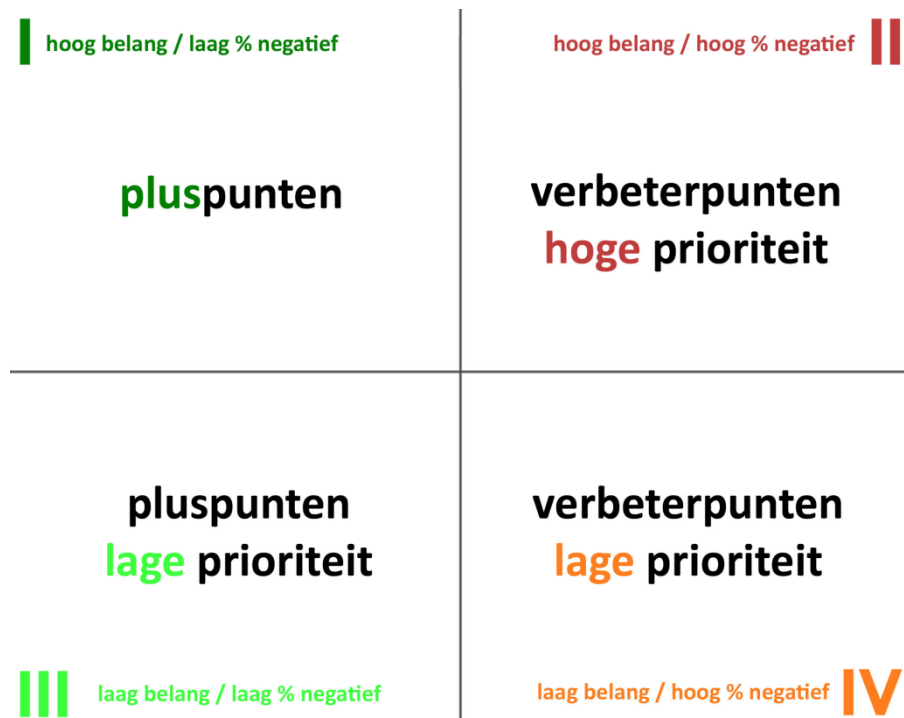 I hoog belang / laag % negatief
hoog belang / hoog % negatief II
pluspunten
verbeterpunten
hoge prioriteit
pluspunten
lage prioriteit
verbeterpunten
lage prioriteit
III laag belang / laag % negatief
laag belang / hoog % negatief IV